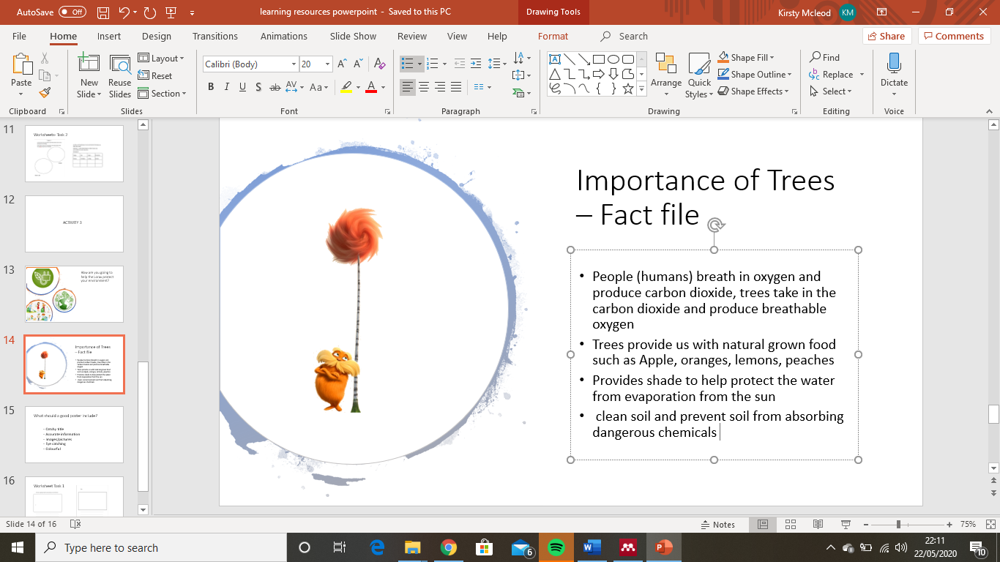 AutoSave Off
learning resources powerpoint - Saved to this PC
Drawing Tools
Kirsty Mcleod KM
File Home Insert Design Transitions Animations Slide Show Review View Help Format Search
Share Comments
Paste
Clipboard
New Slide
Reuse Slides
Layout
Reset
Section
Slides
Calibri (Body) 20
B I U S ab AV Aa A
Font
Paragraph
Arrange
Quick Styles
Shape Fill
Shape Outline
Shape Effects
Drawing
Find
Replace
Select
Editing
Dictate
Voice
11
Worksheets- Task 2
12
ACTIVITY 3
13
How are you going to
help the Lorax protect
your environment?
14
Importance of Trees
– Fact file
15
What should a good poster include?
- Catchy title
- Accurate information
- Images/pictures
- Eye catching
- Colourful
16
Worksheet Task 1
Importance of Trees
– Fact file
• People (humans) breath in oxygen and
produce carbon dioxide, trees take in the
carbon dioxide and produce breathable
oxygen
• Trees provide us with natural grown food
such as Apple, oranges, lemons, peaches
• Provides shade to help protect the water
from evaporation from the sun
• clean soil and prevent soil from absorbing
dangerous chemicals
Slide 14 of 16
Notes
75%
Type here to search
6
22:11
22/05/2020
10